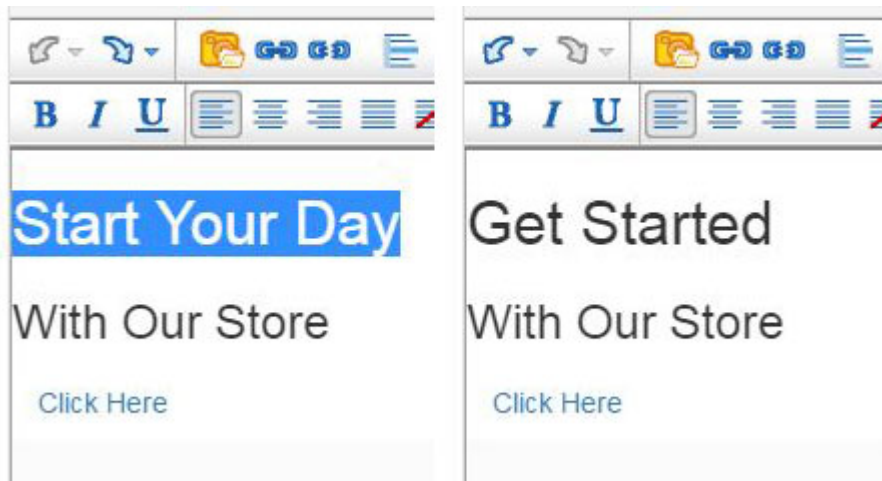 B I U
Start Your Day
With Our Store
Click Here
B I U
Get Started
With Our Store
Click Here